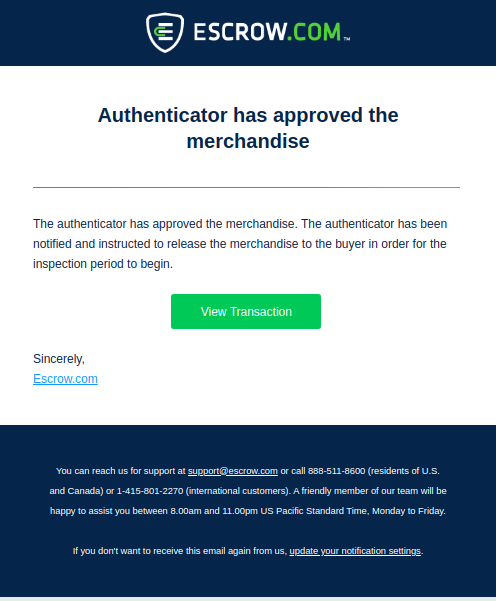 ESCROW.COM™
Authenticator has approved the
merchandise
The authenticator has approved the merchandise. The authenticator has been
notified and instructed to release the merchandise to the buyer in order for the
inspection period to begin.
View Transaction
Sincerely,
Escrow.com
You can reach us for support at support@escrow.com or call 888-511-8600 (residents of U.S.
and Canada) or 1-415-801-2270 (international customers). A friendly member of our team will be
happy to assist you between 8.00am and 11.00pm US Pacific Standard Time, Monday to Friday.
If you don't want to receive this email again from us, update your notification settings.